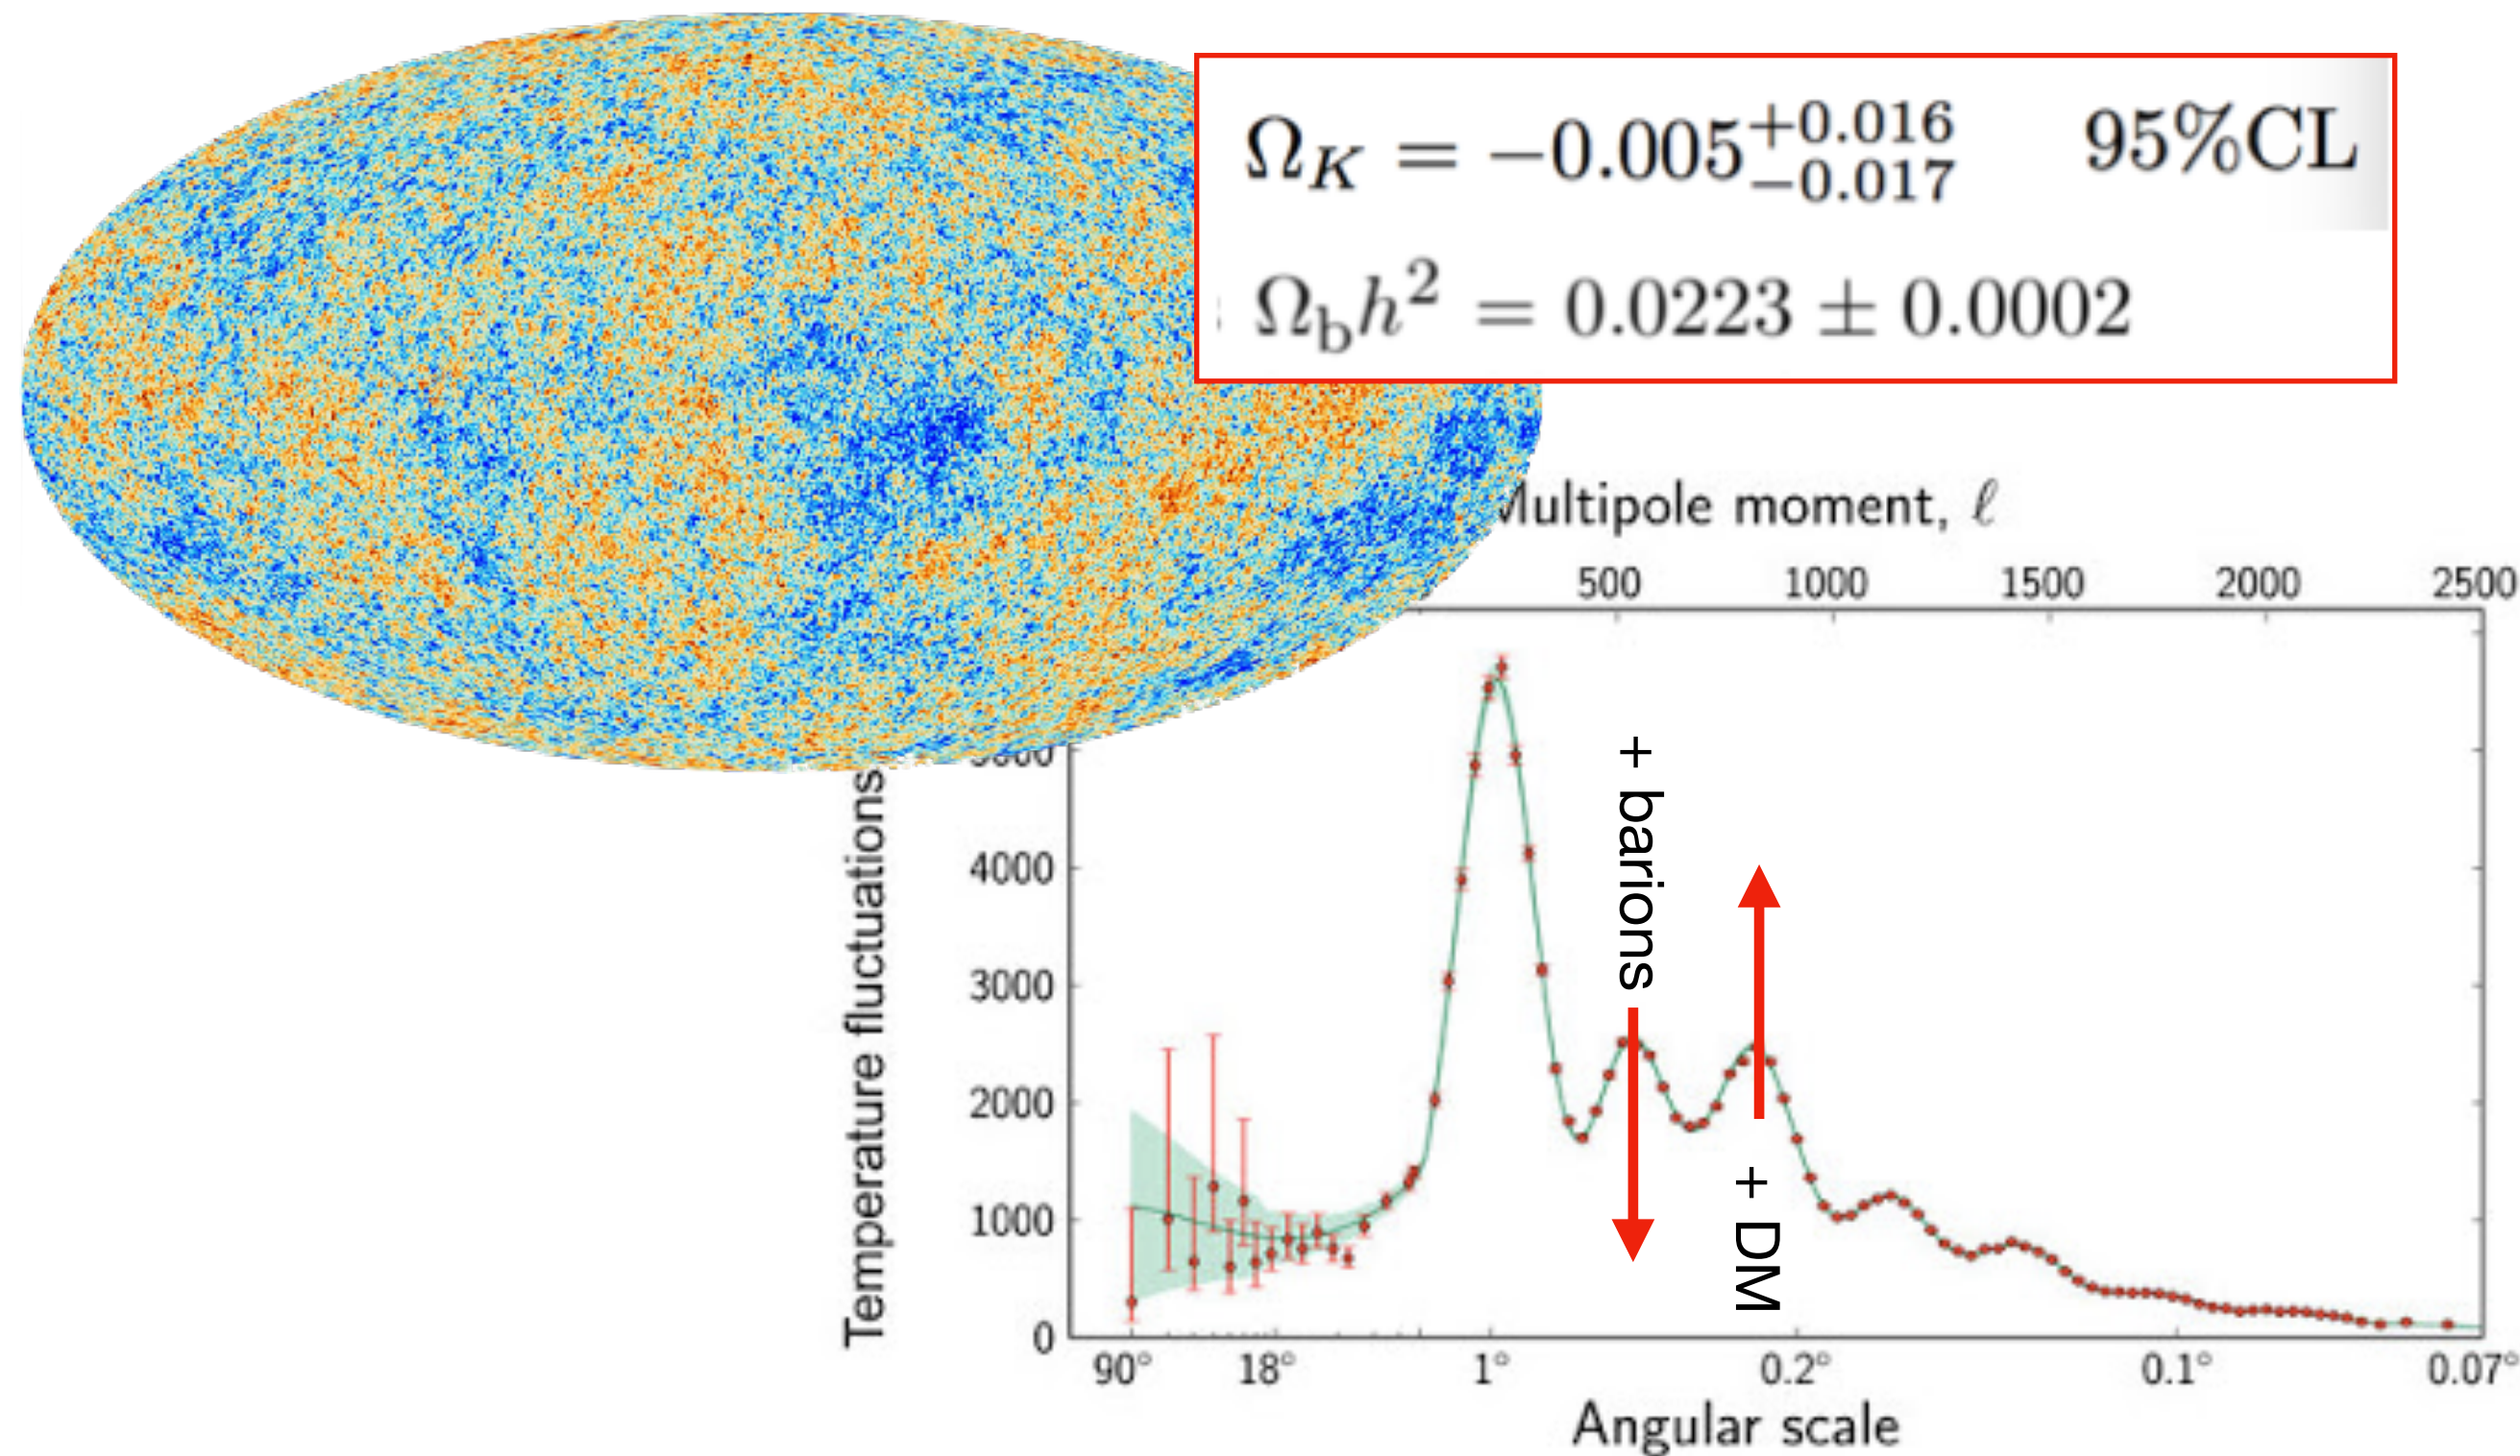 Ω_K = −0.005^{+0.016}_{−0.017} 95%CL
Ω_b h² = 0.0223 ± 0.0002
Multipole moment, ℓ
500 1000 1500 2000 2500
Temperature fluctuations
4000
3000
2000
1000
0
+ barions
+ DM
90° 18° 1° 0.2° 0.1° 0.07°
Angular scale